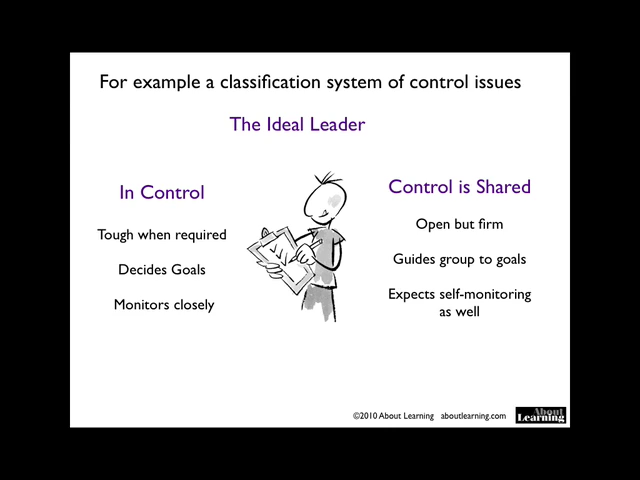 For example a classification system of control issues
The Ideal Leader
In Control
Tough when required
Decides Goals
Monitors closely
Control is Shared
Open but firm
Guides group to goals
Expects self-monitoring
as well
©2010 About Learning aboutlearning.com
About
Learning